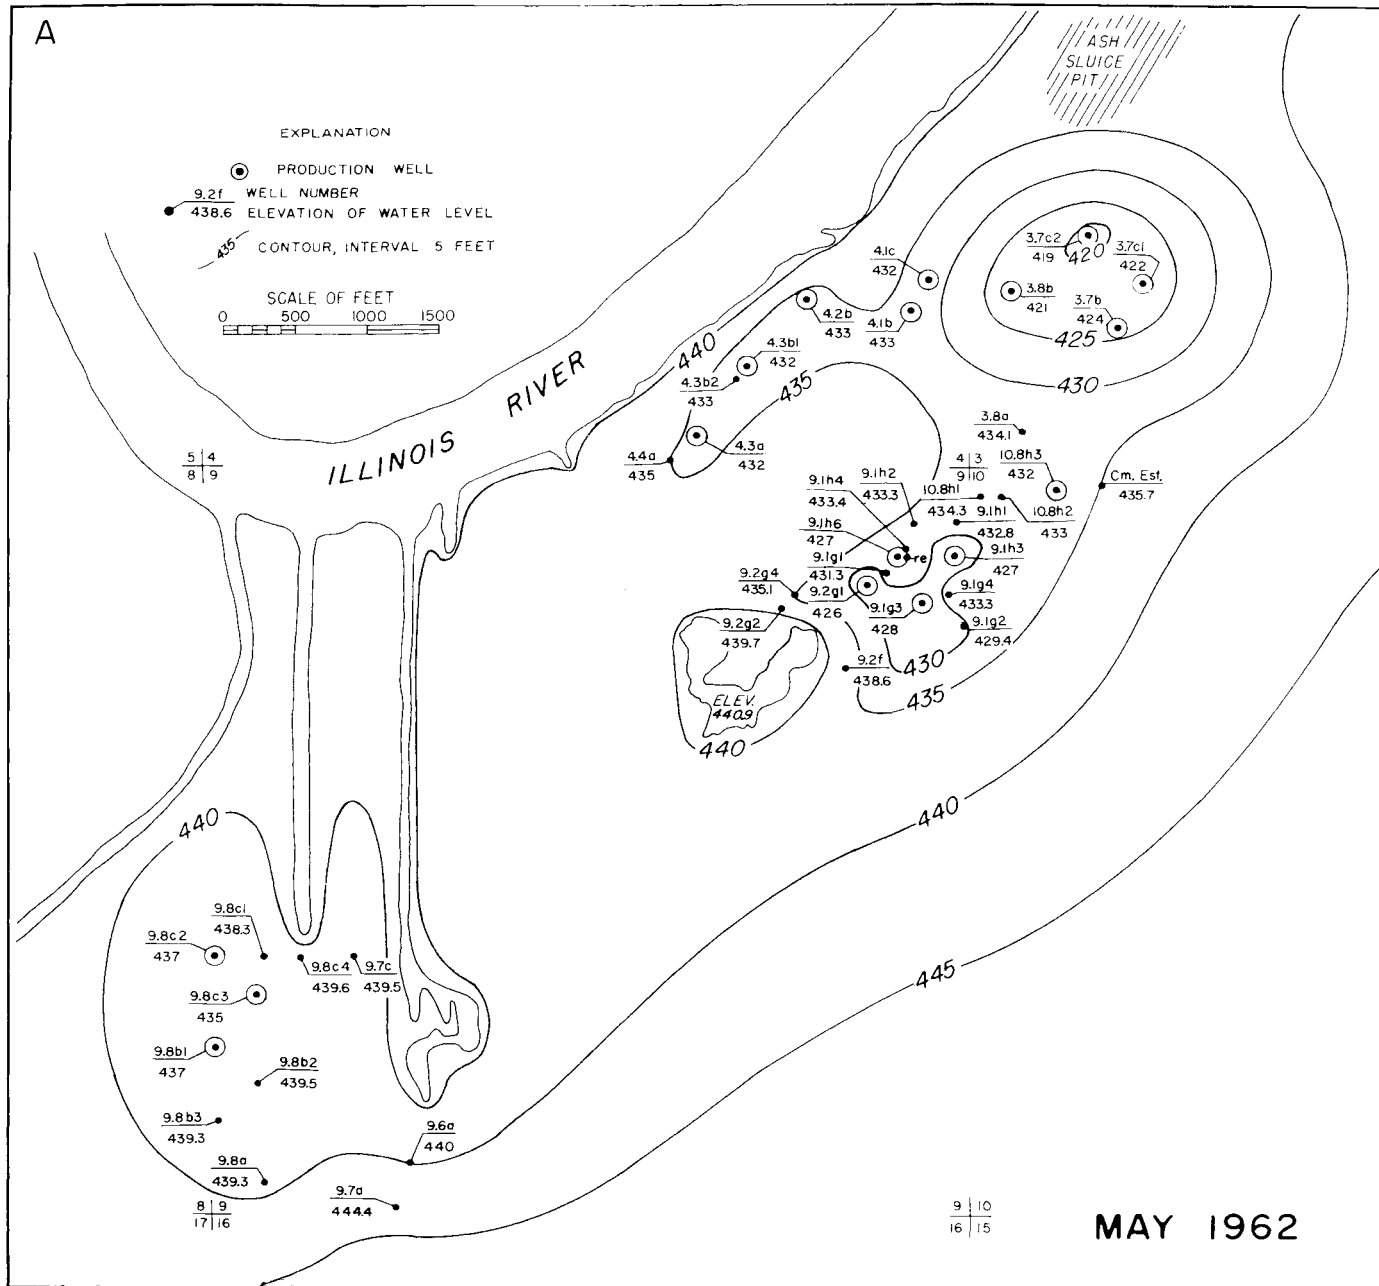 A
ASH
SLUICE
PIT
EXPLANATION
PRODUCTION WELL
9.2f WELL NUMBER
438.6 ELEVATION OF WATER LEVEL
435 CONTOUR, INTERVAL 5 FEET
SCALE OF FEET
0 500 1000 1500
3.7c2
419
420
3.7c1
422
4.1c
432
3.8b
421
3.7b
424
425
4.2b
433
4.1b
433
440
4.3b1
432
4.3b2
433
435
430
ILLINOIS RIVER
3.8a
434.1
4.3a
432
4.4a
435
5 4
8 9
4 3
9 10
10.8h3
432
Cm. Est.
435.7
9.1h2
433.3
9.1h4
433.4
10.8h1
434.3
9.1h1
432.8
10.8h2
433
9.1h6
427
re
9.1h3
427
9.1g1
431.3
9.2g4
435.1
9.2g1
426
9.1g4
433.3
9.1g3
428
9.1g2
429.4
9.2g2
439.7
9.2f
438.6
430
435
ELEV.
440.9
440
440
440
445
9.8c1
438.3
9.8c2
437
9.8c4
439.6
9.7c
439.5
9.8c3
435
9.8b1
437
9.8b2
439.5
9.8b3
439.3
9.6a
440
9.8a
439.3
9.7a
444.4
8 9
17 16
9 10
16 15
MAY 1962